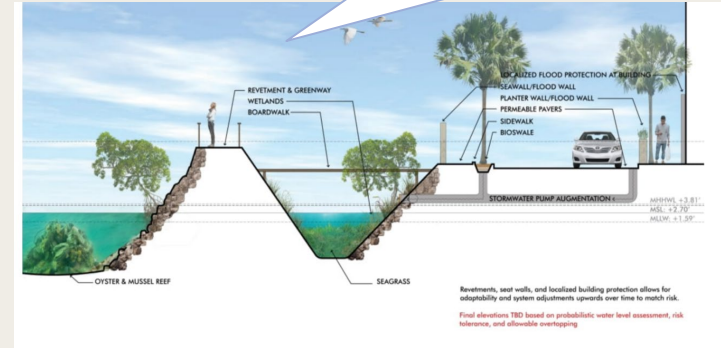 LOCALIZED FLOOD PROTECTION AT BUILDING
SEAWALL/FLOOD WALL
REVETMENT & GREENWAY
PLANTER WALL/FLOOD WALL
WETLANDS
PERMEABLE PAVERS
BOARDWALK
SIDEWALK
BIOSWALE
STORMWATER PUMP AUGMENTATION
MHHWL +3.81'
MSL: +2.70'
MLLW: +1.59'
OYSTER & MUSSEL REEF
SEAGRASS
Revetments, seat walls, and localized building protection allows for
adaptability and system adjustments upwards over time to match risk.
Final elevations TBD based on probabilistic water level assessment, risk
tolerance, and allowable overtopping